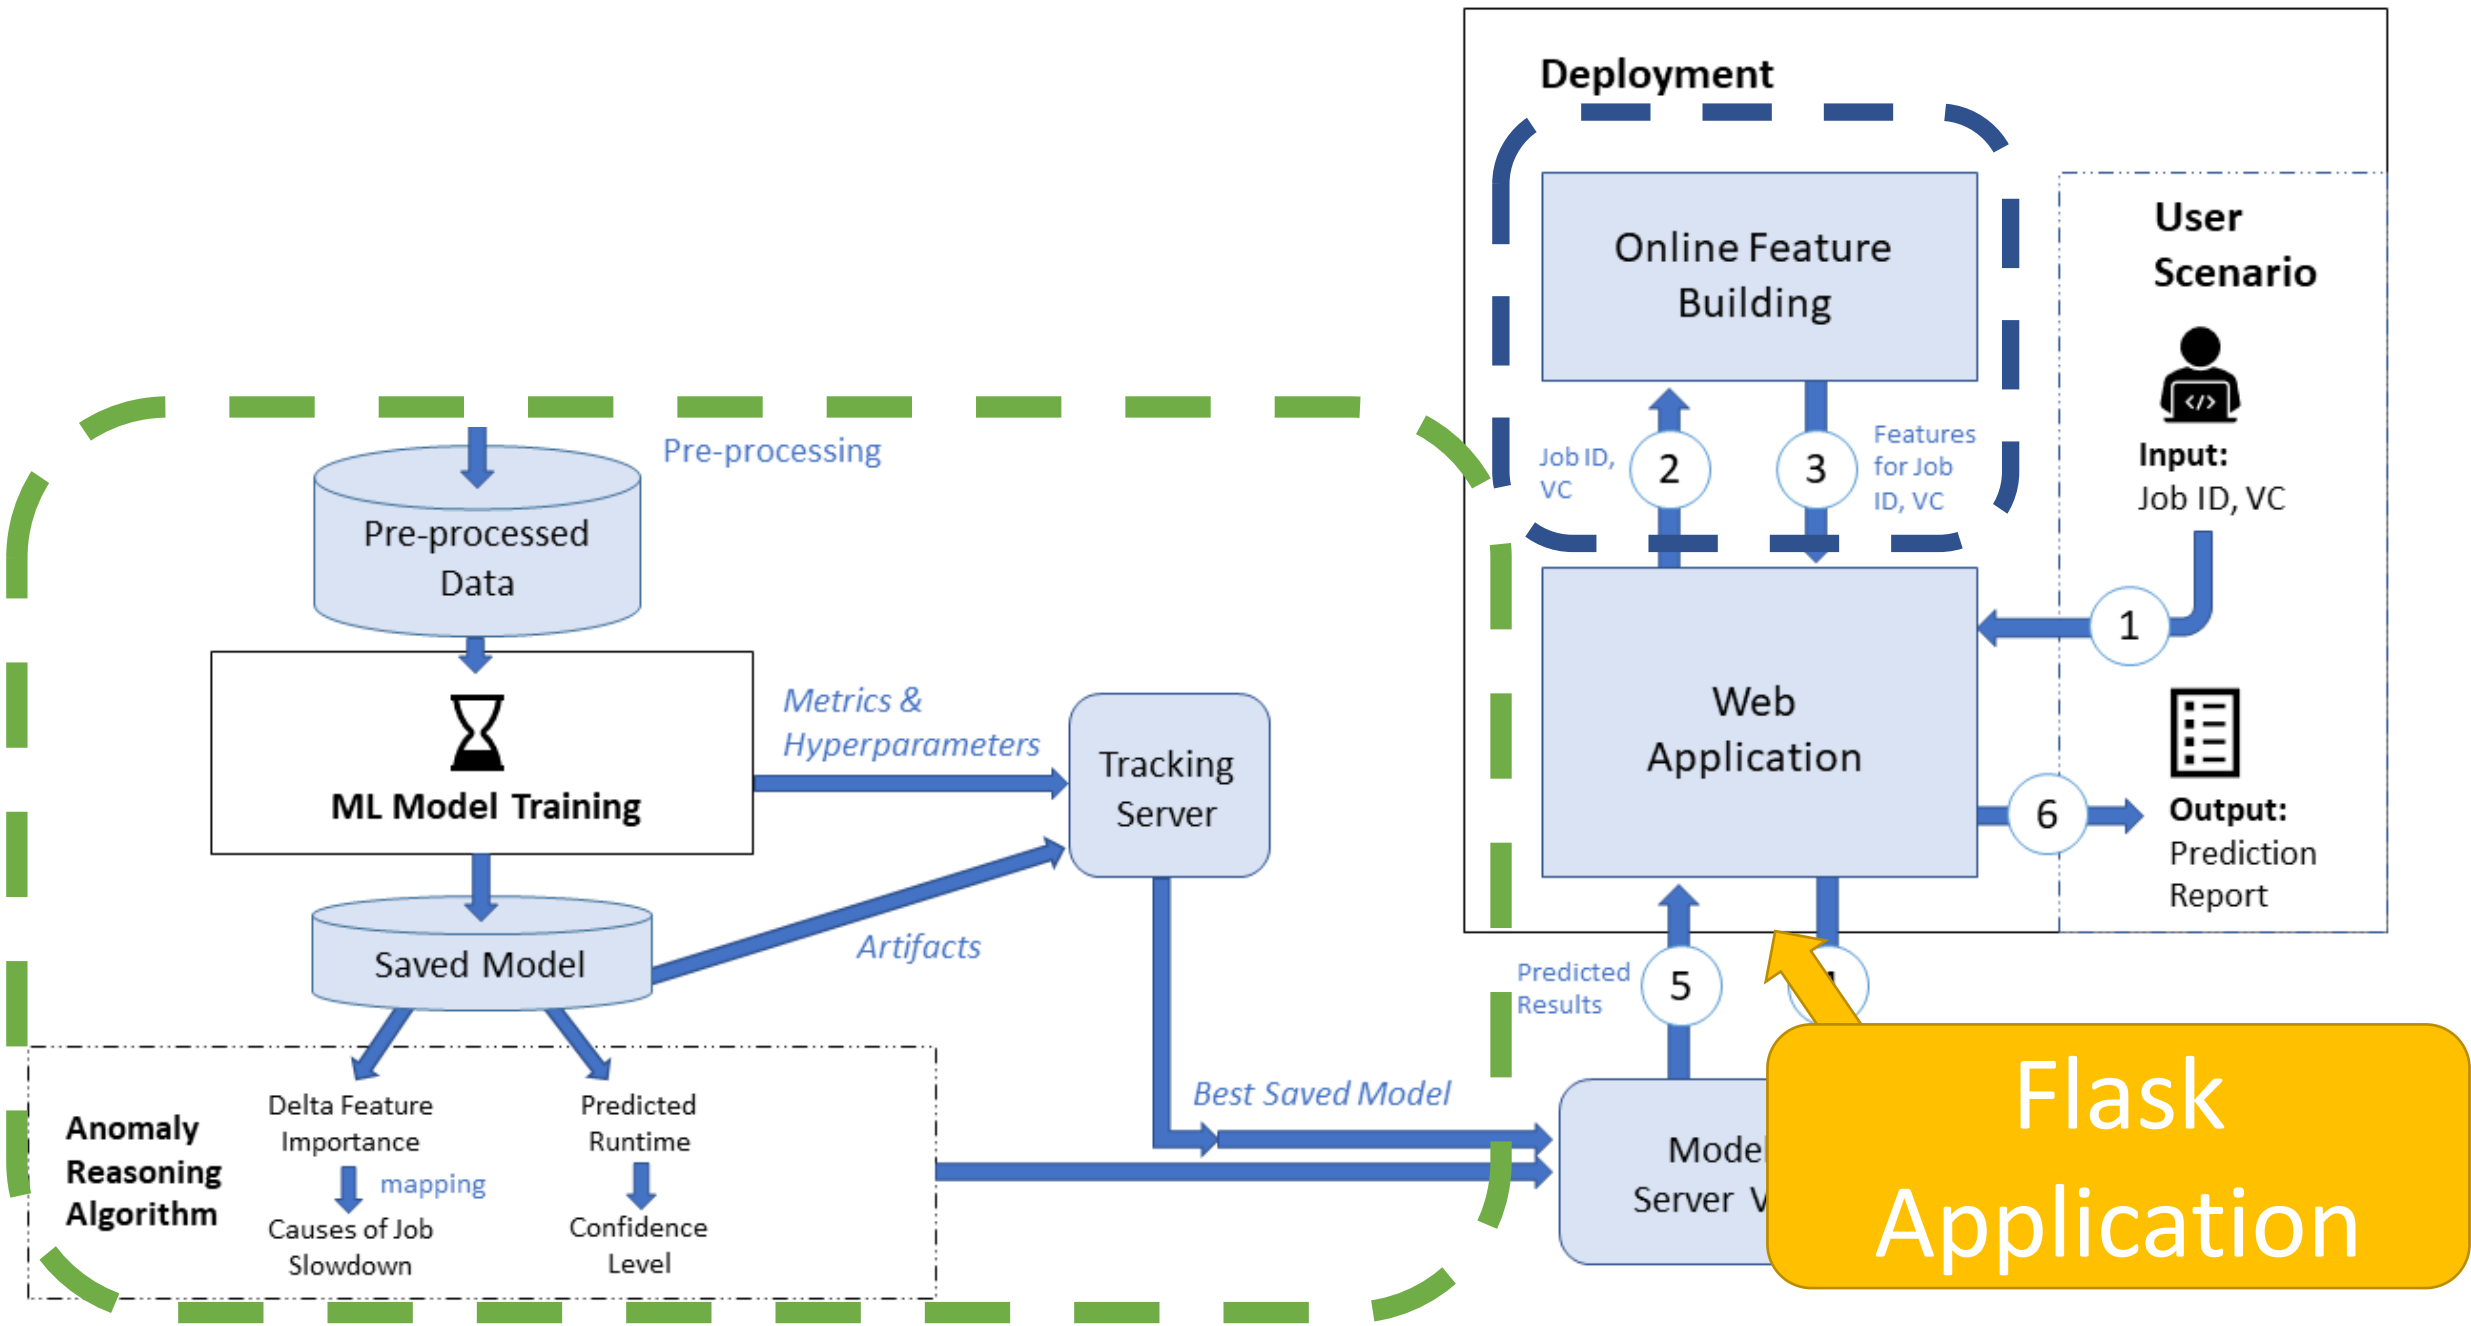 Deployment
Online Feature
Building
User
Scenario
Input:
Job ID, VC
Job ID,
VC
2
3
Features
for Job
ID, VC
1
Web
Application
6
Output:
Prediction
Report
Pre-processing
Pre-processed
Data
ML Model Training
Metrics &
Hyperparameters
Tracking
Server
Saved Model
Artifacts
Anomaly
Reasoning
Algorithm
Delta Feature
Importance
mapping
Causes of Job
Slowdown
Predicted
Runtime
Confidence
Level
Best Saved Model
Predicted
Results
5
Model
Server
Flask
Application